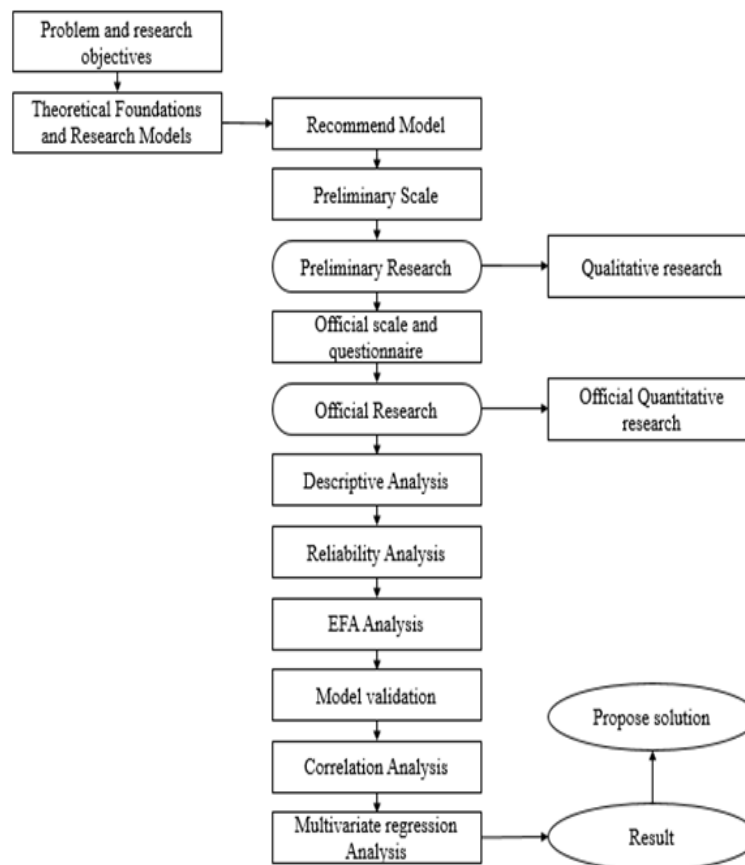 Problem and research
objectives
Theoretical Foundations
and Research Models
Recommend Model
Preliminary Scale
Preliminary Research
Qualitative research
Official scale and
questionnaire
Official Research
Official Quantitative
research
Descriptive Analysis
Reliability Analysis
EFA Analysis
Model validation
Propose solution
Correlation Analysis
Multivariate regression
Analysis
Result